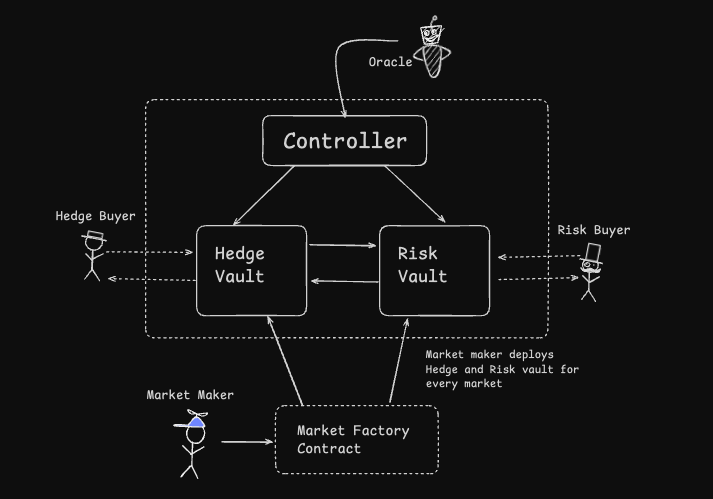 Oracle
Controller
Hedge Buyer
Risk Buyer
Hedge
Vault
Risk
Vault
Market maker deploys
Hedge and Risk vault for
every market
Market Maker
Market Factory
Contract